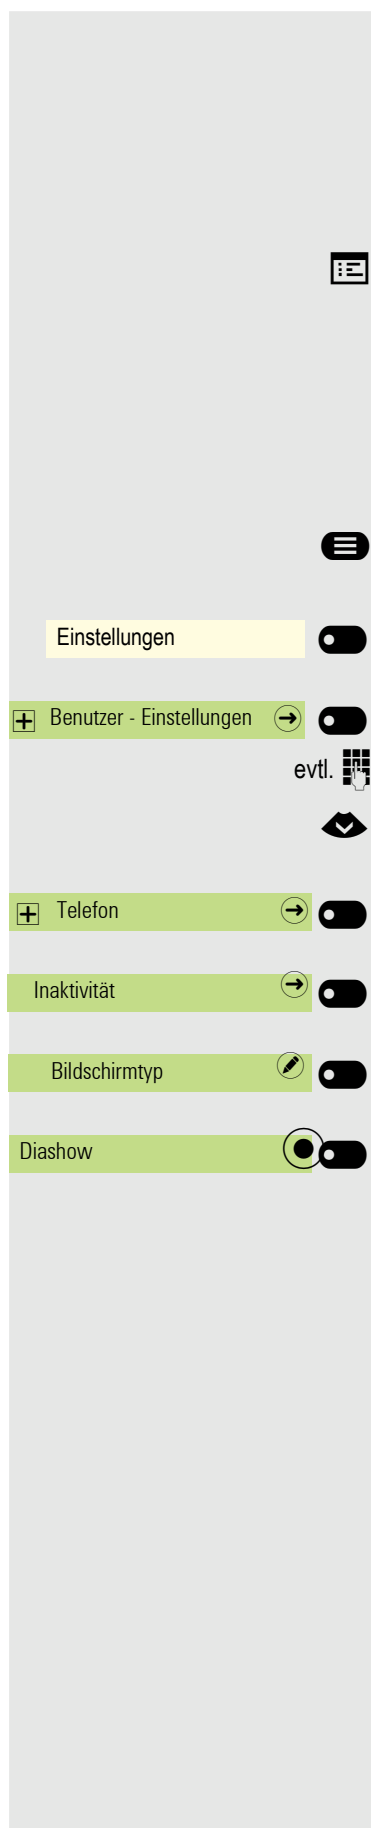 Einstellungen
Benutzer - Einstellungen
evtl.
Telefon
Inaktivität
Bildschirmtyp
Diashow